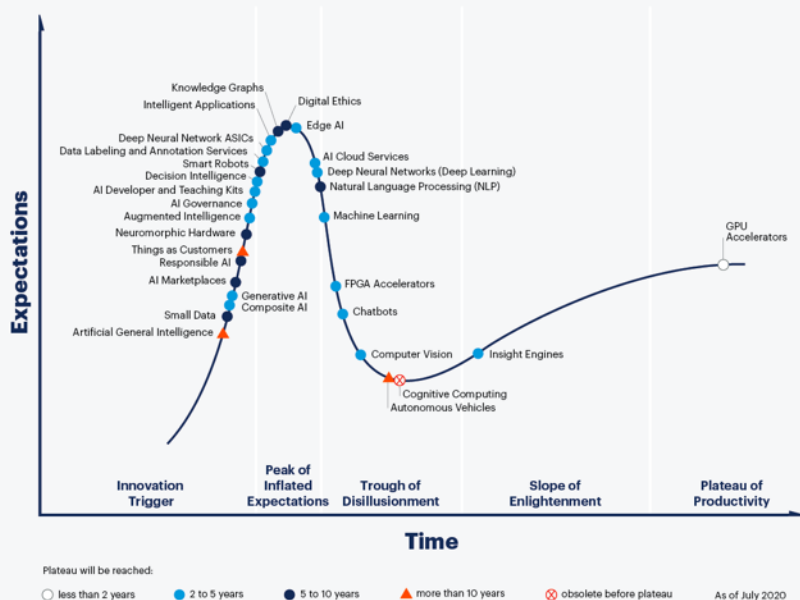 Knowledge Graphs
Digital Ethics
Intelligent Applications
Edge AI
Deep Neural Network ASICs
Data Labeling and Annotation Services
AI Cloud Services
Smart Robots
Deep Neural Networks (Deep Learning)
Decision Intelligence
Natural Language Processing (NLP)
AI Developer and Teaching Kits
AI Governance
Augmented Intelligence
Machine Learning
Neuromorphic Hardware
Things as Customers
Responsible AI
AI Marketplaces
FPGA Accelerators
Generative AI
Composite AI
Small Data
Chatbots
Artificial General Intelligence
Computer Vision
Insight Engines
Cognitive Computing
Autonomous Vehicles
GPU
Accelerators
Expectations
Innovation
Trigger
Peak of
Inflated
Expectations
Trough of
Disillusionment
Slope of
Enlightenment
Plateau of
Productivity
Time
Plateau will be reached:
less than 2 years
2 to 5 years
5 to 10 years
more than 10 years
obsolete before plateau
As of July 2020